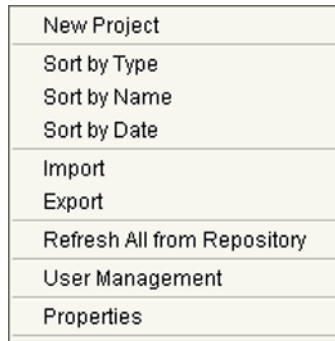 New Project
Sort by Type
Sort by Name
Sort by Date
Import
Export
Refresh All from Repository
User Management
Properties